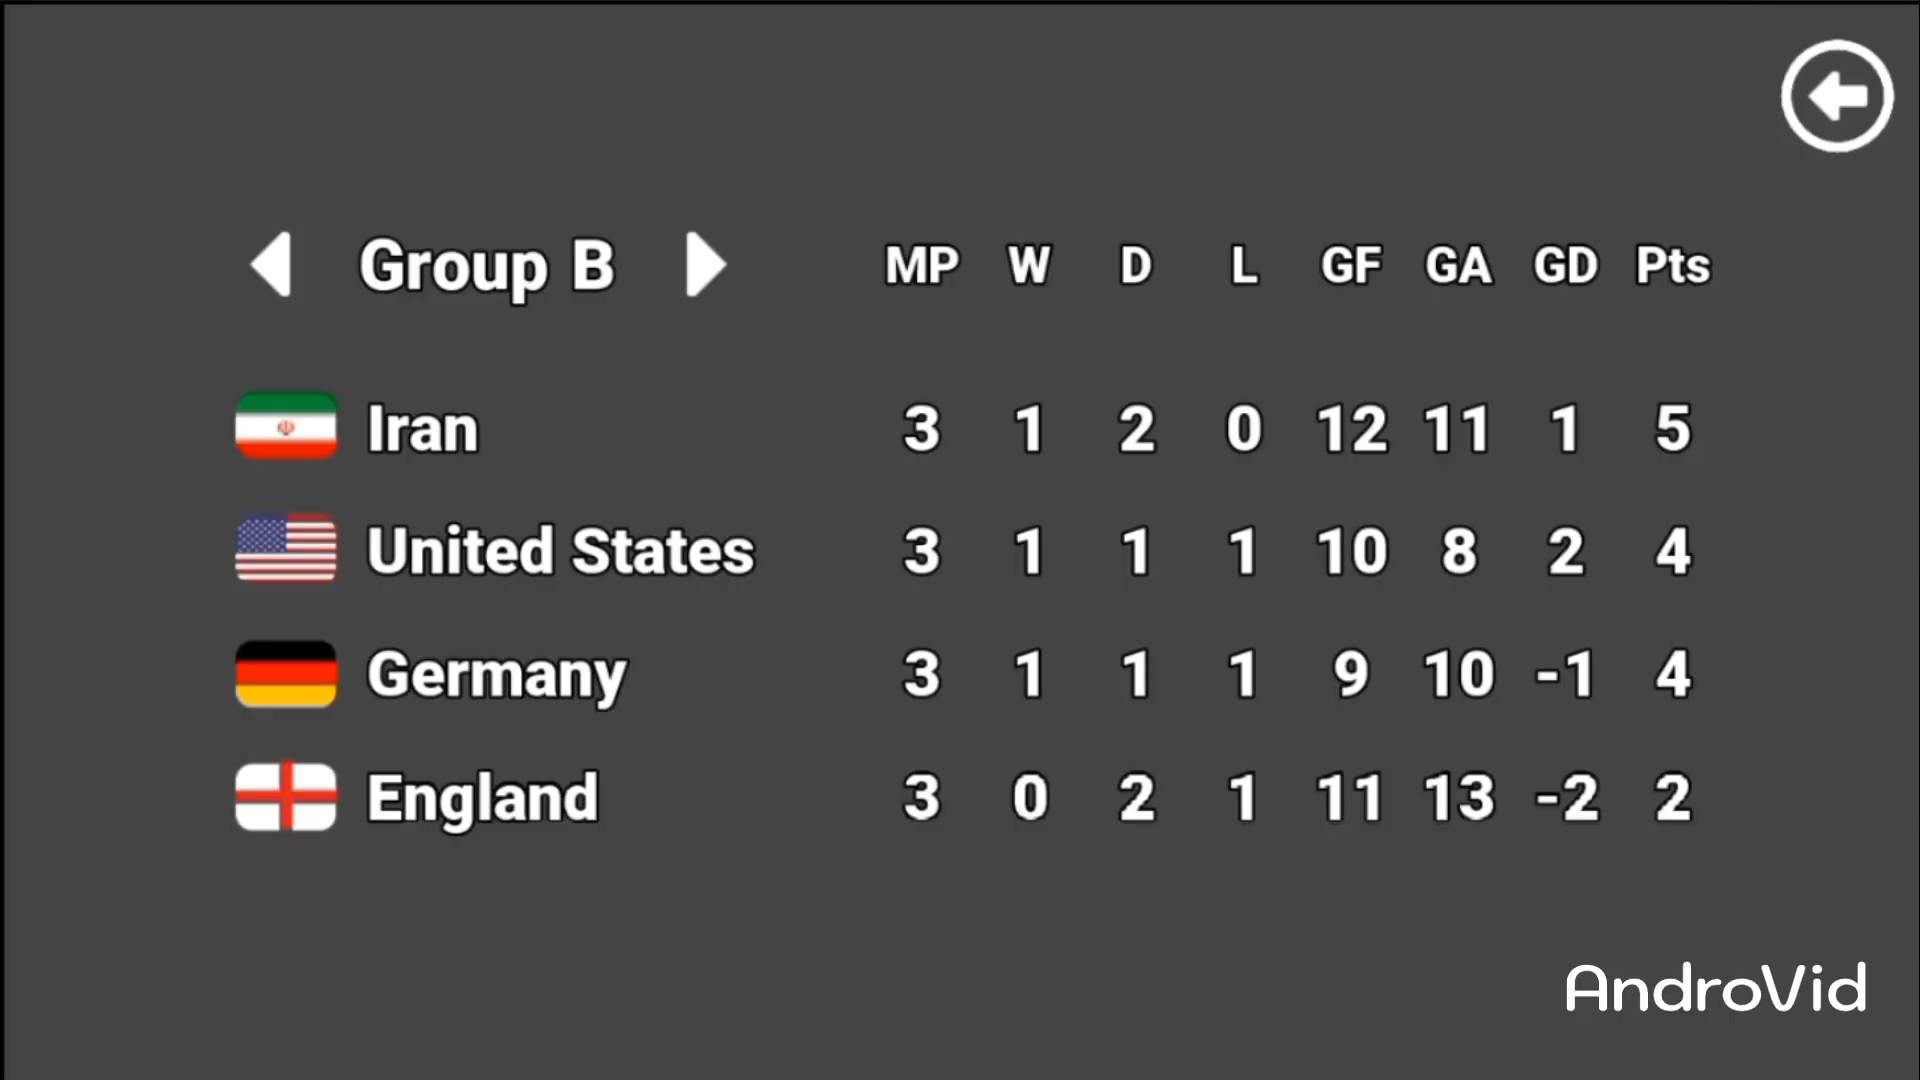 Group B MP W D L GF GA GD Pts
Iran 3 1 2 0 12 11 1 5
United States 3 1 1 1 10 8 2 4
Germany 3 1 1 1 9 10 -1 4
England 3 0 2 1 11 13 -2 2
AndroVid